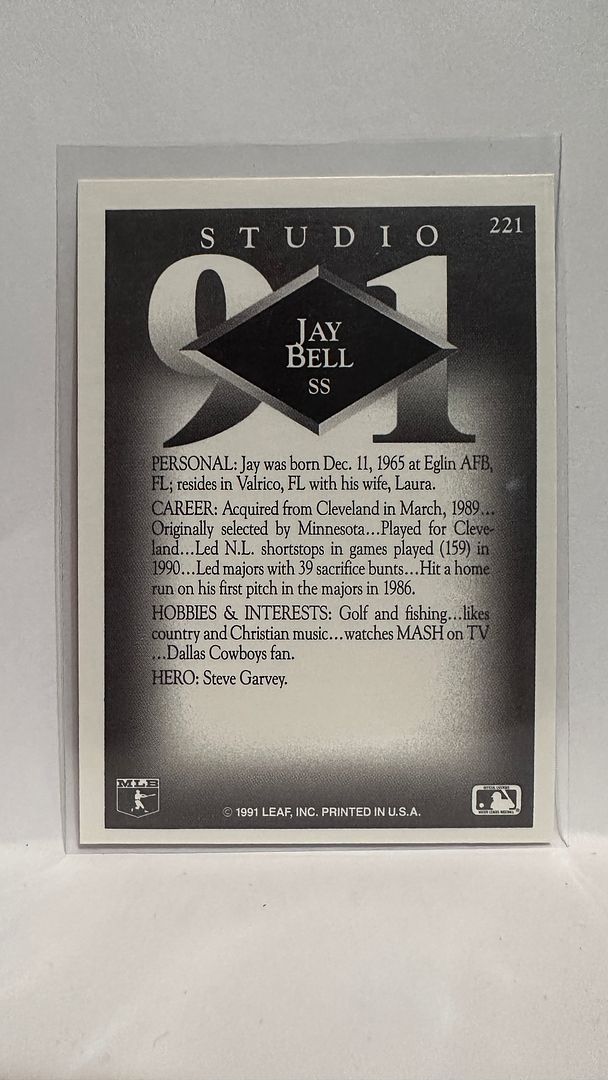 221
STUDIO
91
JAY
BELL
SS
PERSONAL: Jay was born Dec. 11, 1965 at Eglin AFB,
FL; resides in Valrico, FL with his wife, Laura.
CAREER: Acquired from Cleveland in March, 1989...
Originally selected by Minnesota...Played for Cleve-
land...Led N.L. shortstops in games played (159) in
1990...Led majors with 39 sacrifice bunts...Hit a home
run on his first pitch in the majors in 1986.
HOBBIES & INTERESTS: Golf and fishing...likes
country and Christian music...watches MASH on TV
...Dallas Cowboys fan.
HERO: Steve Garvey.
MLB
© 1991 LEAF, INC. PRINTED IN U.S.A.